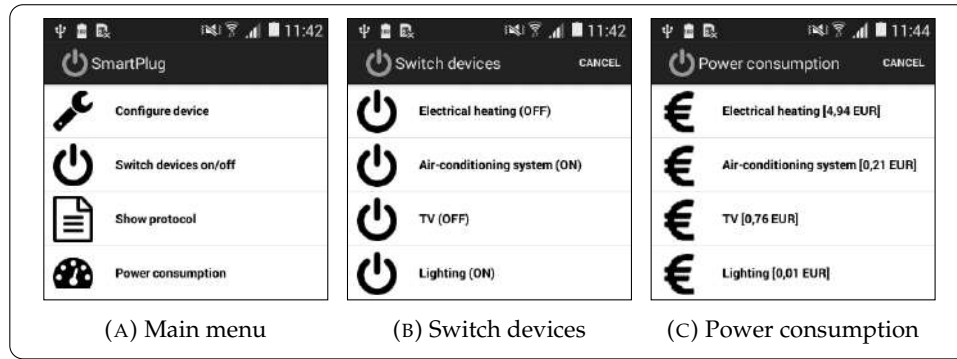 11:42
SmartPlug
Configure device
Switch devices on/off
Show protocol
Power consumption
(A) Main menu
11:42
Switch devices CANCEL
Electrical heating (OFF)
Air-conditioning system (ON)
TV (OFF)
Lighting (ON)
(B) Switch devices
11:44
Power consumption CANCEL
Electrical heating [4,94 EUR]
Air-conditioning system [0,21 EUR]
TV [0,76 EUR]
Lighting [0,01 EUR]
(C) Power consumption